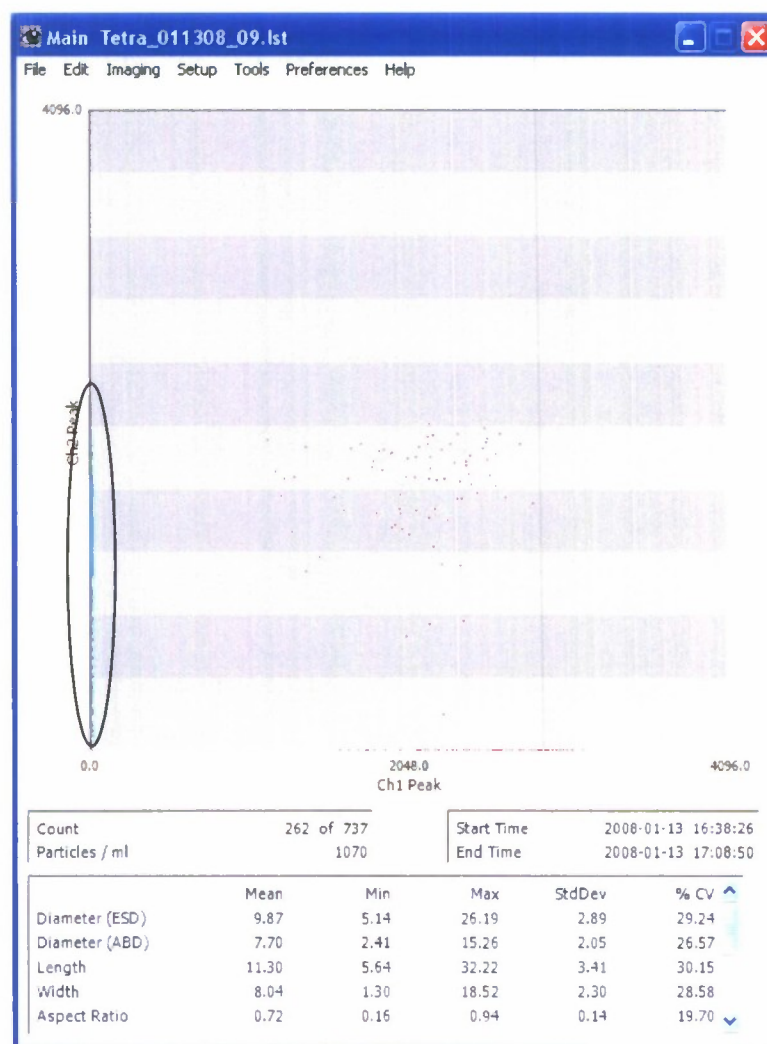 Main Tetra_011308_09.lst
File Edit Imaging Setup Tools Preferences Help
4096.0
Ch2 Peak
0.0 2048.0 4096.0
Ch1 Peak
Count 262 of 737
Particles / ml 1070
Start Time 2008-01-13 16:38:26
End Time 2008-01-13 17:08:50
Mean Min Max StdDev % CV
Diameter (ESD) 9.87 5.14 26.19 2.89 29.24
Diameter (ABD) 7.70 2.41 15.26 2.05 26.57
Length 11.30 5.64 32.22 3.41 30.15
Width 8.04 1.30 18.52 2.30 28.58
Aspect Ratio 0.72 0.16 0.94 0.14 19.70